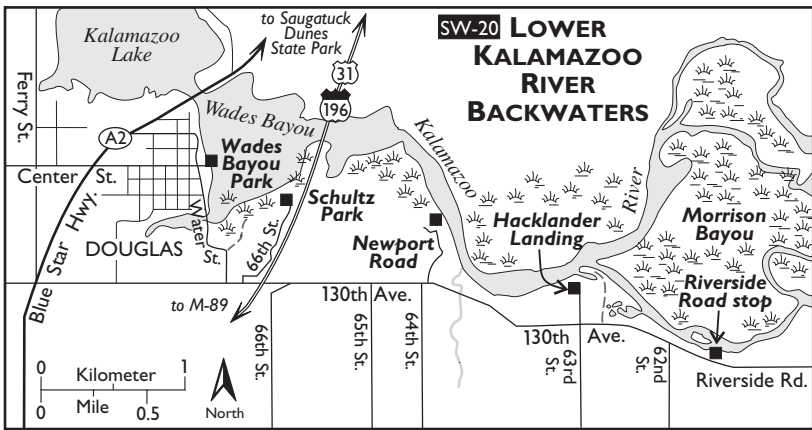 SW-20 LOWER
KALAMAZOO
RIVER
BACKWATERS
to Saugatuck
Dunes
State Park
31
196
Kalamazoo
Lake
Ferry St.
A2
Wades Bayou
Wades
Bayou
Park
Center St.
Blue Star Hwy.
Water St.
DOUGLAS
66th St.
Schultz
Park
Kalamazoo
River
Newport
Road
Hacklander
Landing
Morrison
Bayou
Riverside
Road stop
to M-89
130th Ave.
66th St.
65th St.
64th St.
130th Ave.
63rd St.
62nd St.
Riverside Rd.
0 1
Kilometer
Mile
0 0.5
North